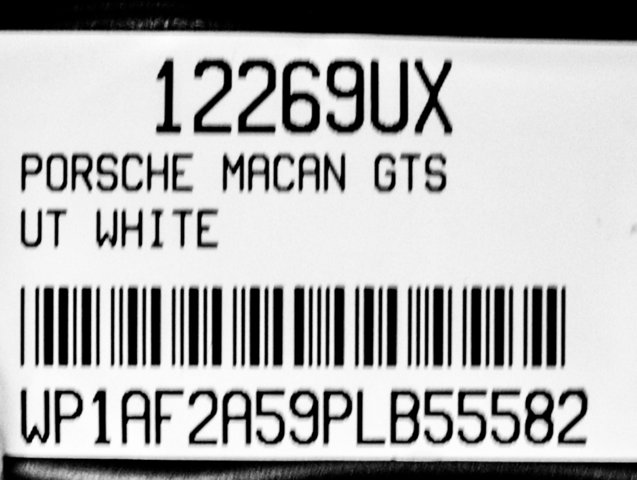 12269UX
PORSCHE MACAN GTS
UT WHITE
WP1AF2A59PLB55582